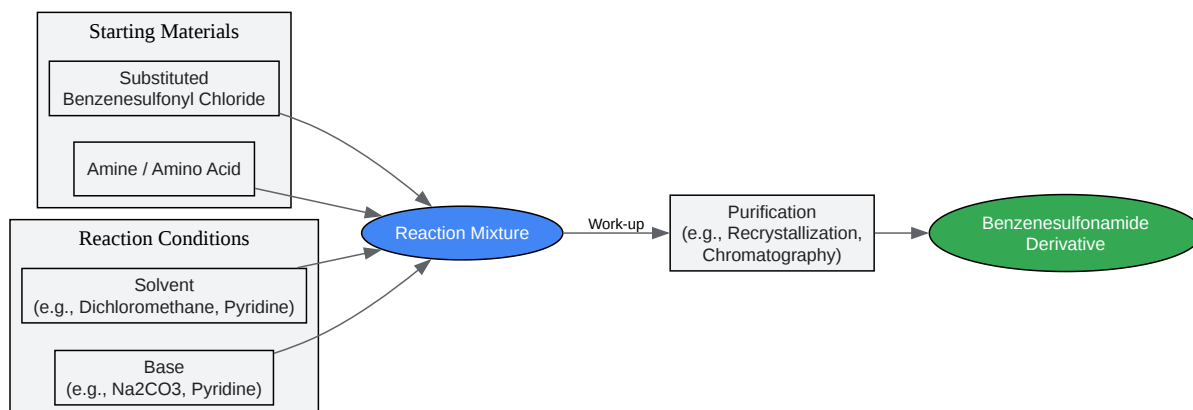 Starting Materials
Substituted
Benzenesulfonyl Chloride
Amine / Amino Acid
Reaction Conditions
Solvent
(e.g., Dichloromethane, Pyridine)
Base
(e.g., Na2CO3, Pyridine)
Reaction Mixture
Work-up
Purification
(e.g., Recrystallization,
Chromatography)
Benzenesulfonamide
Derivative